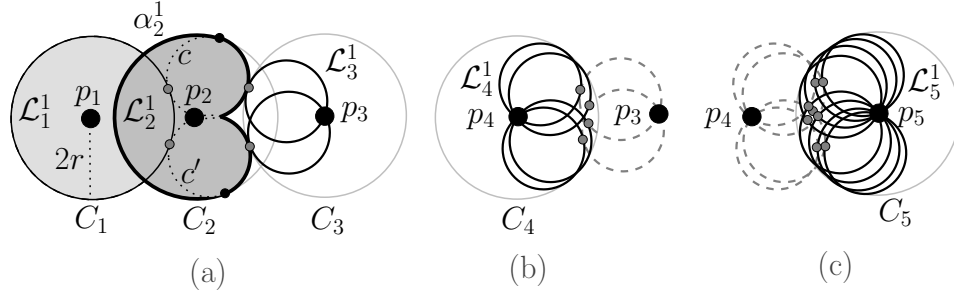 α₂¹
c
𝓛₃¹
𝓛₄¹
𝓛₅¹
𝓛₁¹ p₁ 𝓛₂¹ p₂ p₃ p₄ p₃ p₄ p₅
2r c′
C₁ C₂ C₃ C₄ C₅
(a) (b) (c)